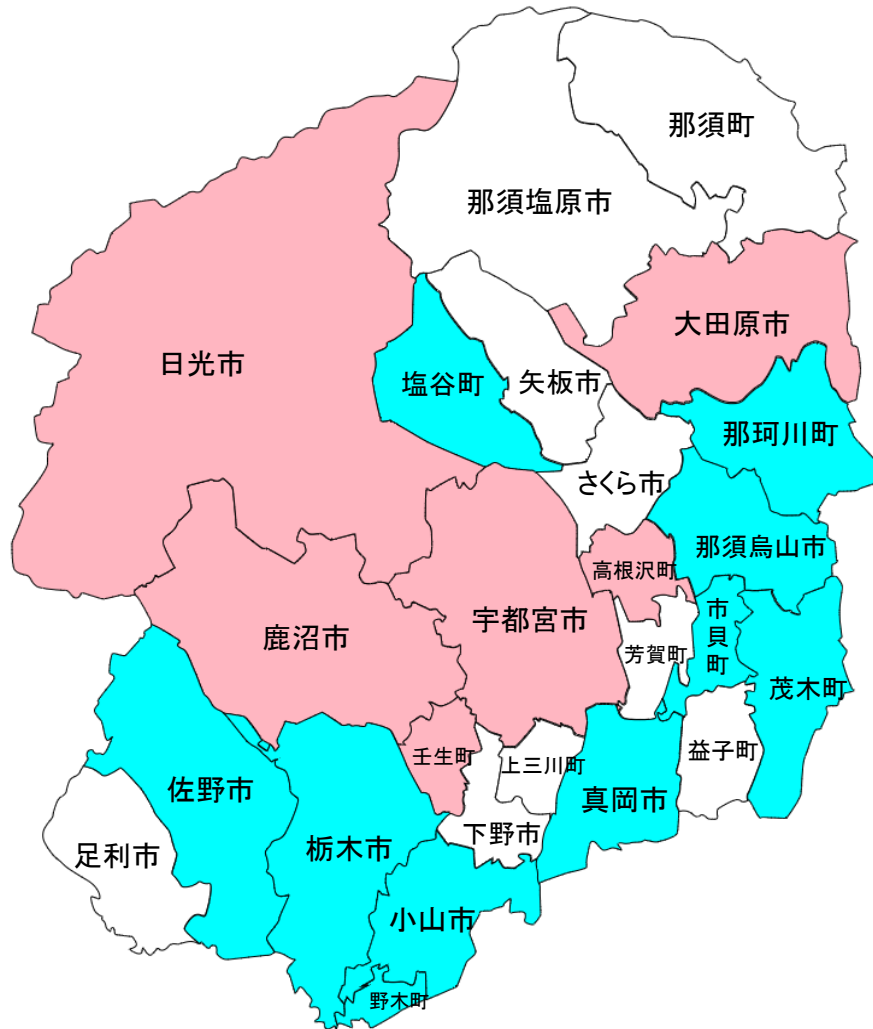 那須町
那須塩原市
大田原市
日光市
塩谷町
矢板市
那珂川町
さくら市
那須烏山市
高根沢町
宇都宮市
鹿沼市
市貝町
芳賀町
茂木町
益子町
壬生町
上三川町
佐野市
真岡市
下野市
栃木市
足利市
小山市
野木町